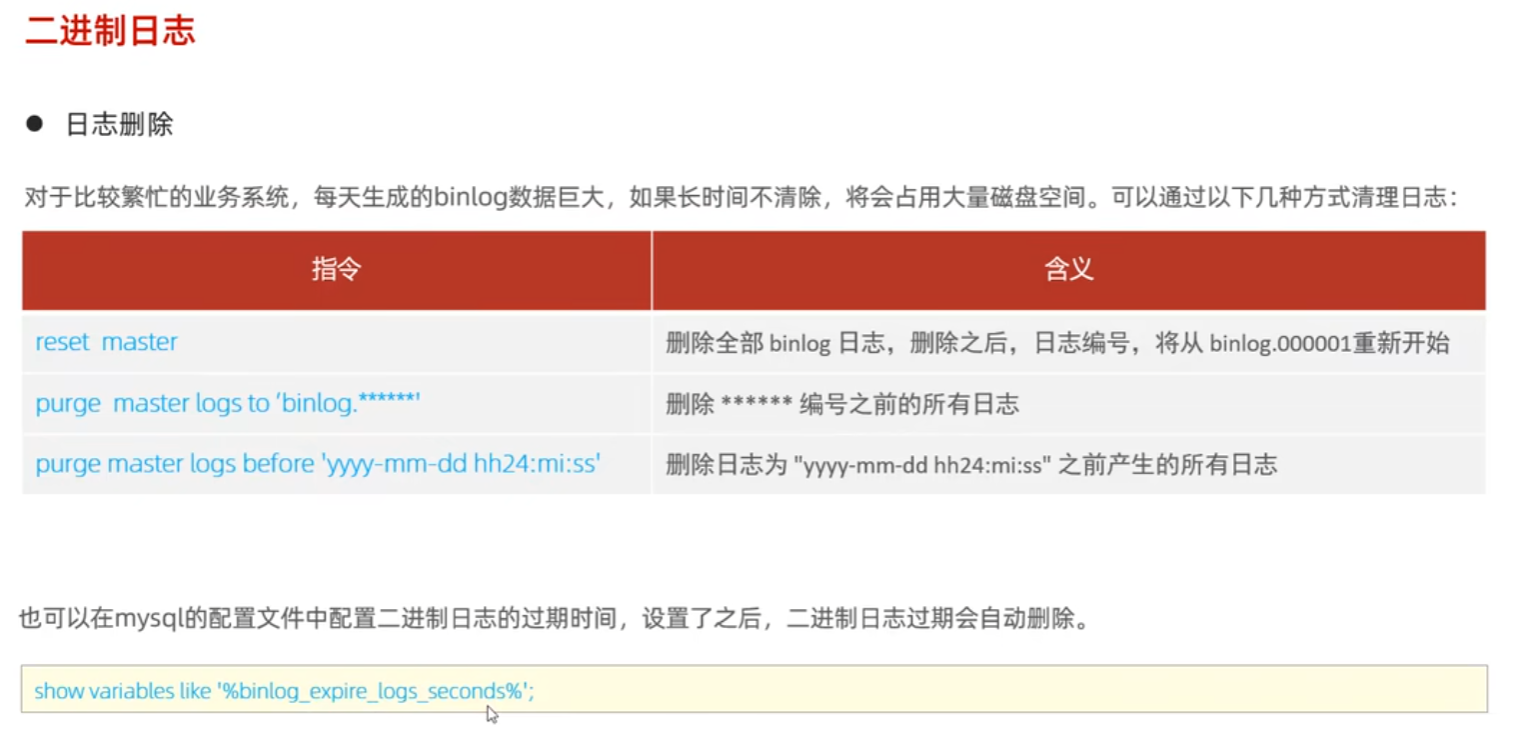 二进制日志
● 日志删除
对于比较繁忙的业务系统，每天生成的binlog数据巨大，如果长时间不清除，将会占用大量磁盘空间。可以通过以下几种方式清理日志：
指令 含义
reset master 删除全部 binlog 日志，删除之后，日志编号，将从 binlog.000001重新开始
purge master logs to 'binlog.******' 删除 ****** 编号之前的所有日志
purge master logs before 'yyyy-mm-dd hh24:mi:ss' 删除日志为 "yyyy-mm-dd hh24:mi:ss" 之前产生的所有日志
也可以在mysql的配置文件中配置二进制日志的过期时间，设置了之后，二进制日志过期会自动删除。
show variables like '%binlog_expire_logs_seconds%';